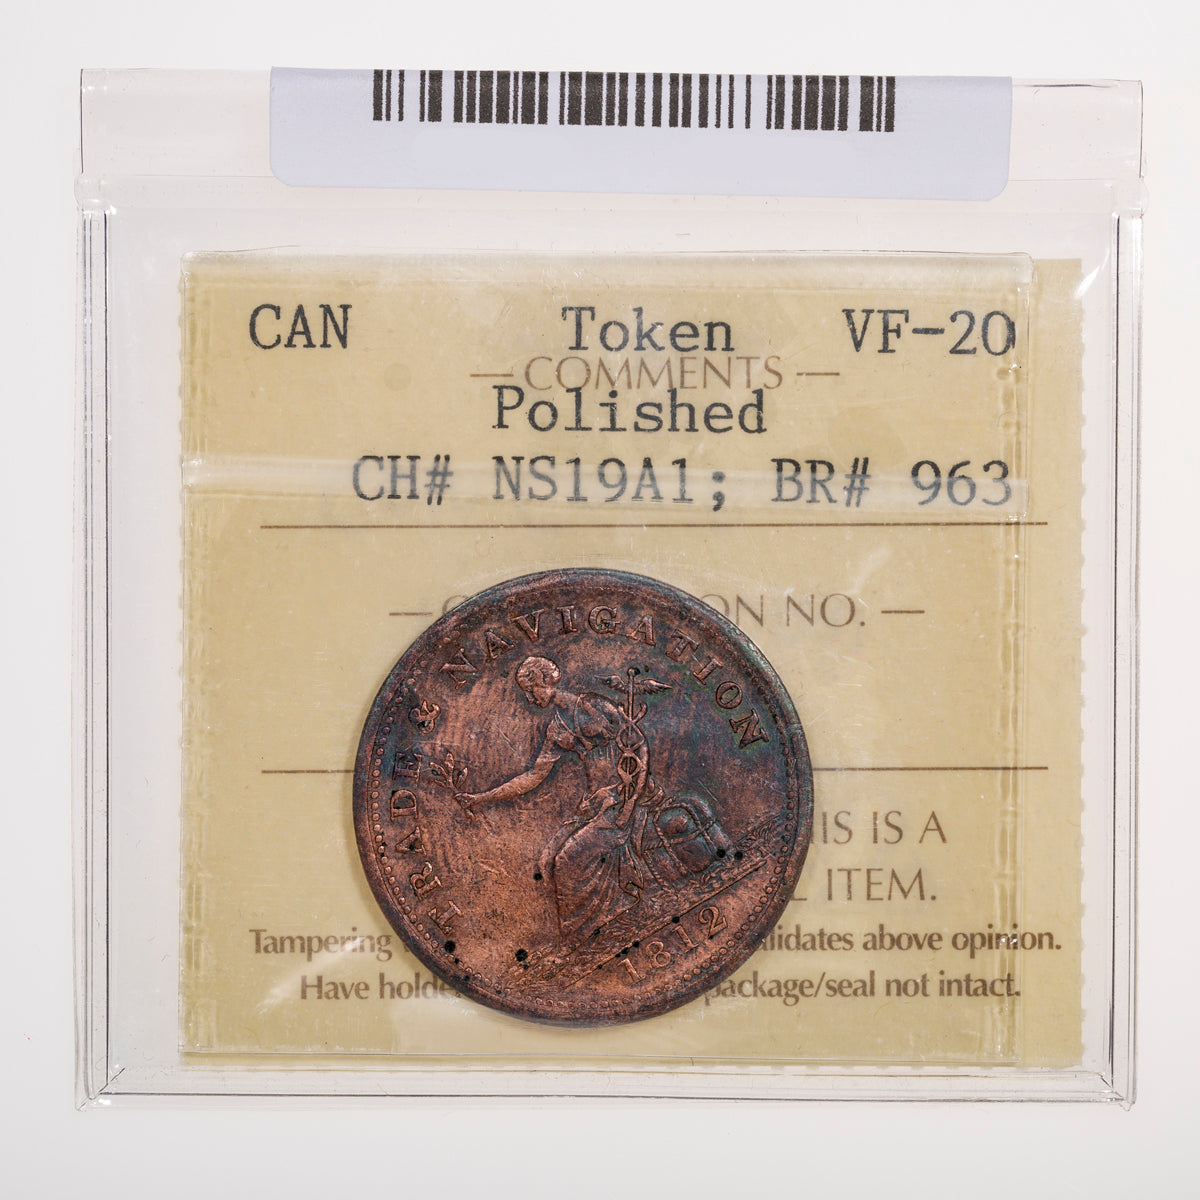 CAN Token VF-20
— COMMENTS —
Polished
CH# NS19A1; BR# 963
ON NO. —
TRADE & NAVIGATION
1812
IS IS A
ITEM.
Tampering lidates above opinion.
Have holde package/seal not intact.